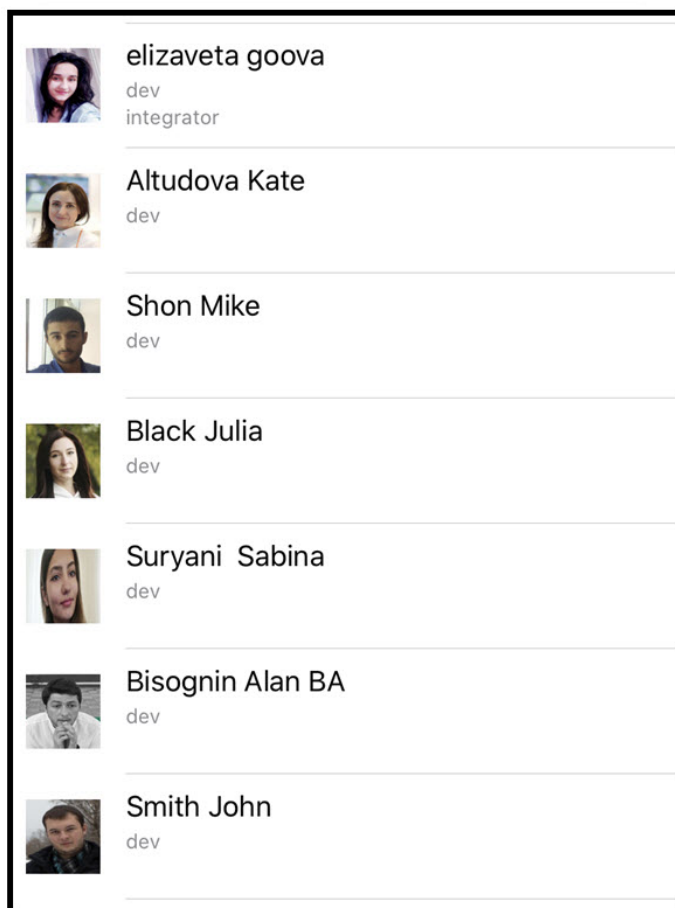 elizaveta goova
dev
integrator
Altudova Kate
dev
Shon Mike
dev
Black Julia
dev
Suryani  Sabina
dev
Bisognin Alan BA
dev
Smith John
dev